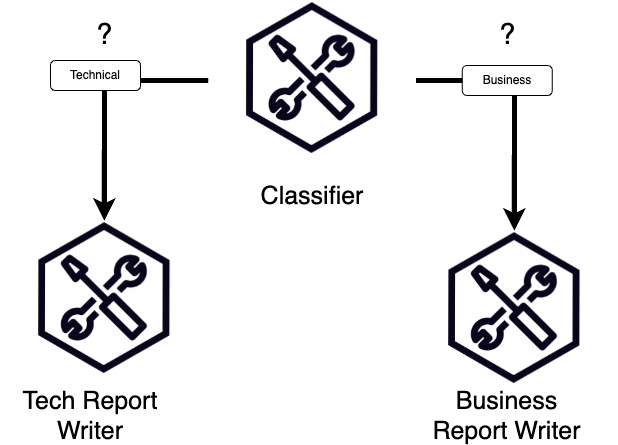 ?
?
Technical
Business
Classifier
Tech Report
Writer
Business
Report Writer